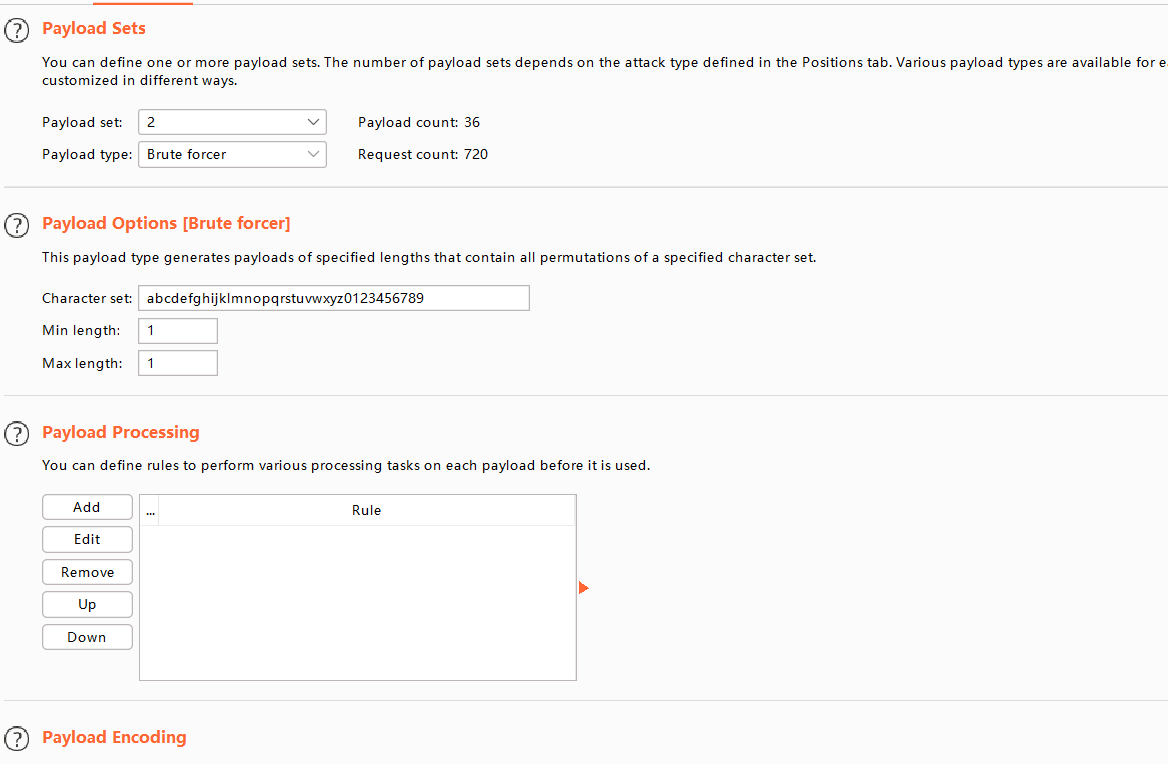 Payload Sets
You can define one or more payload sets. The number of payload sets depends on the attack type defined in the Positions tab. Various payload types are available for
customized in different ways.
Payload set: 2 Payload count: 36
Payload type: Brute forcer Request count: 720
Payload Options [Brute forcer]
This payload type generates payloads of specified lengths that contain all permutations of a specified character set.
Character set: abcdefghijklmnopqrstuvwxyz0123456789
Min length: 1
Max length: 1
Payload Processing
You can define rules to perform various processing tasks on each payload before it is used.
Add ... Rule
Edit
Remove
Up
Down
Payload Encoding